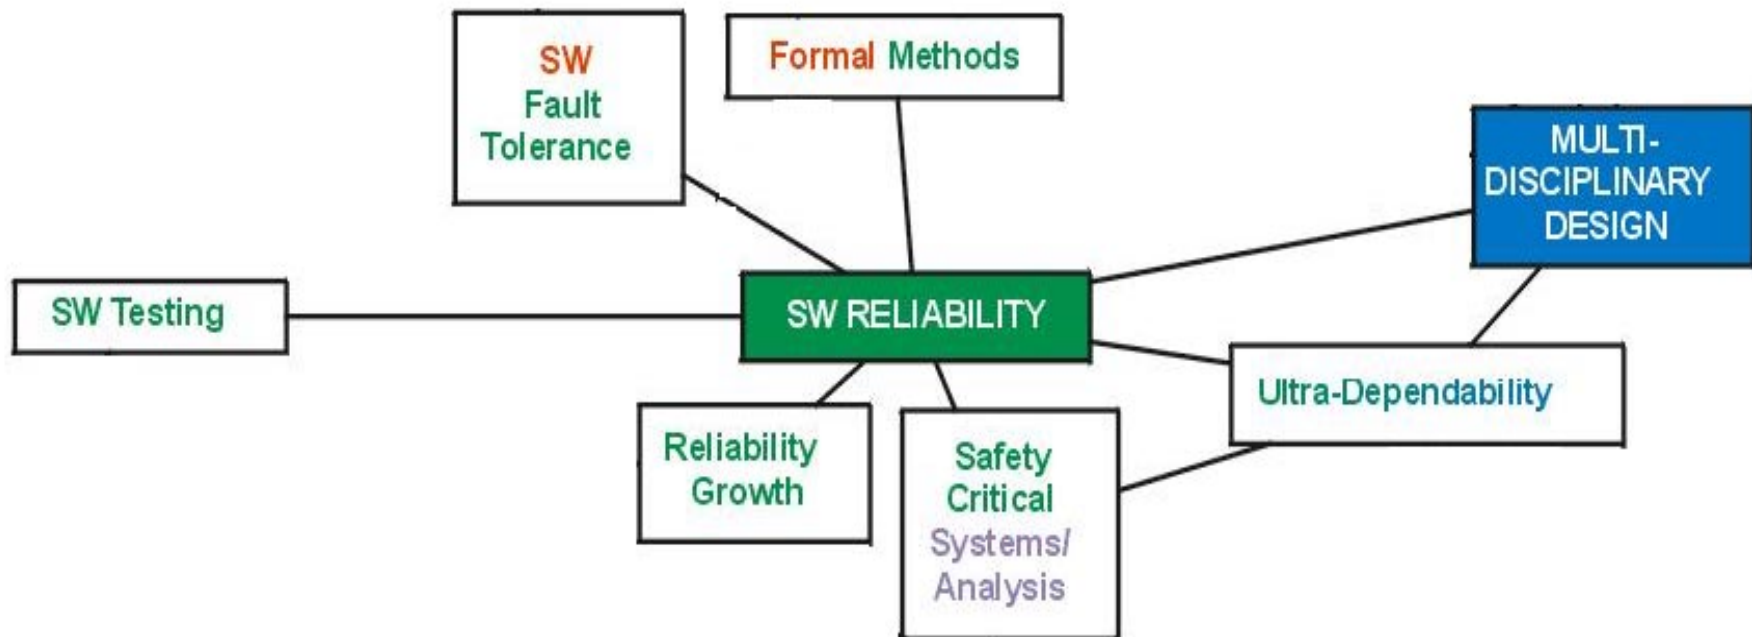 SW
Fault
Tolerance
Formal Methods
MULTI-
DISCIPLINARY
DESIGN
SW Testing
SW RELIABILITY
Ultra-Dependability
Reliability
Growth
Safety
Critical
Systems/
Analysis